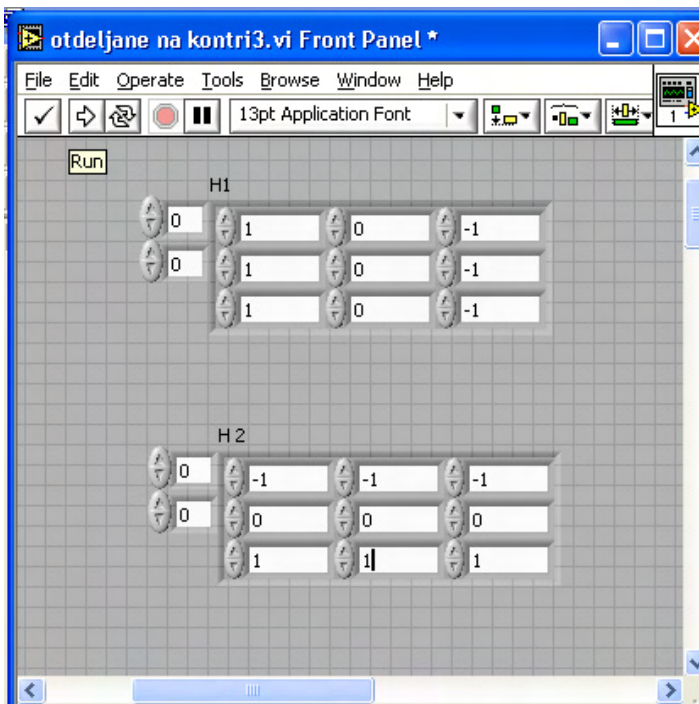 otdeljane na kontri3.vi Front Panel *
File Edit Operate Tools Browse Window Help
13pt Application Font
1
Run
H1
0 1 0 -1
0 1 0 -1
1 0 -1
H 2
0 -1 -1 -1
0 0 0 0
1 1 1